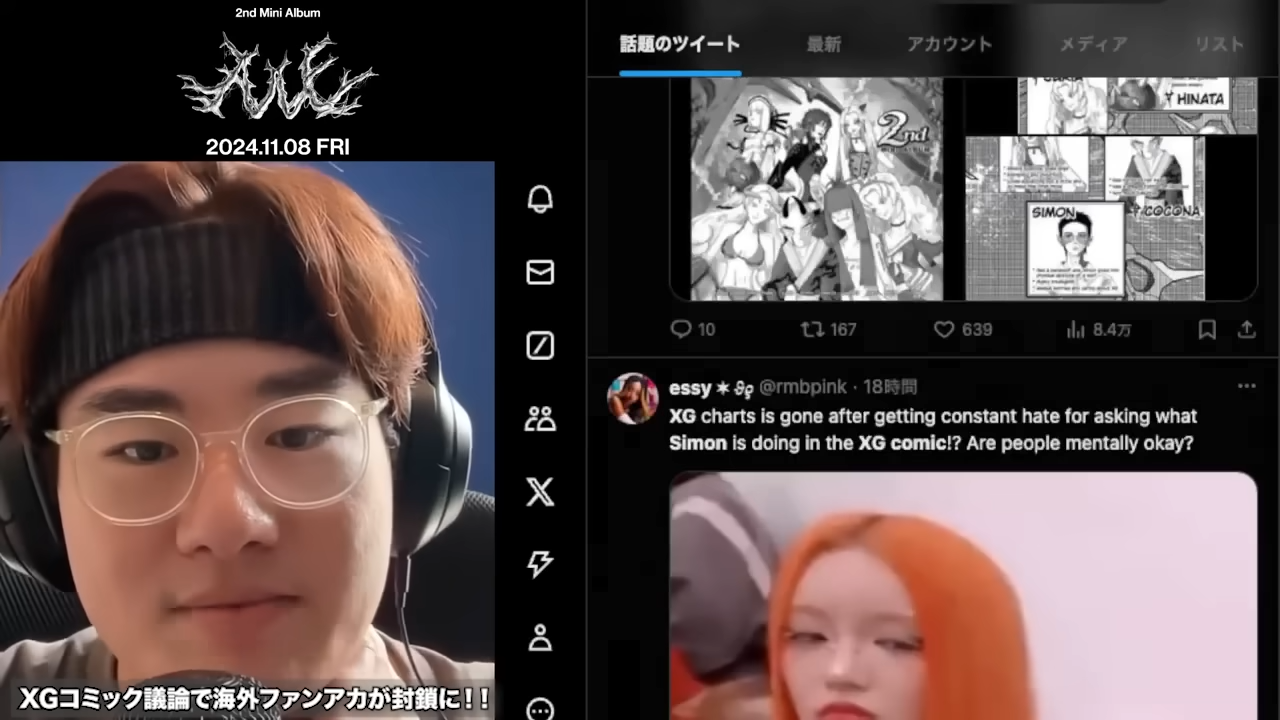 2nd Mini Album
AWE
2024.11.08 FRI
話題のツイート
最新
アカウント
メディア
リスト
2nd
HINATA
SIMON
COCONA
10
167
639
8.4万
essy
@rmbpink · 18時間
XG charts is gone after getting constant hate for asking what
Simon is doing in the XG comic!? Are people mentally okay?
XGコミック議論で海外ファンアカが封鎖に!!